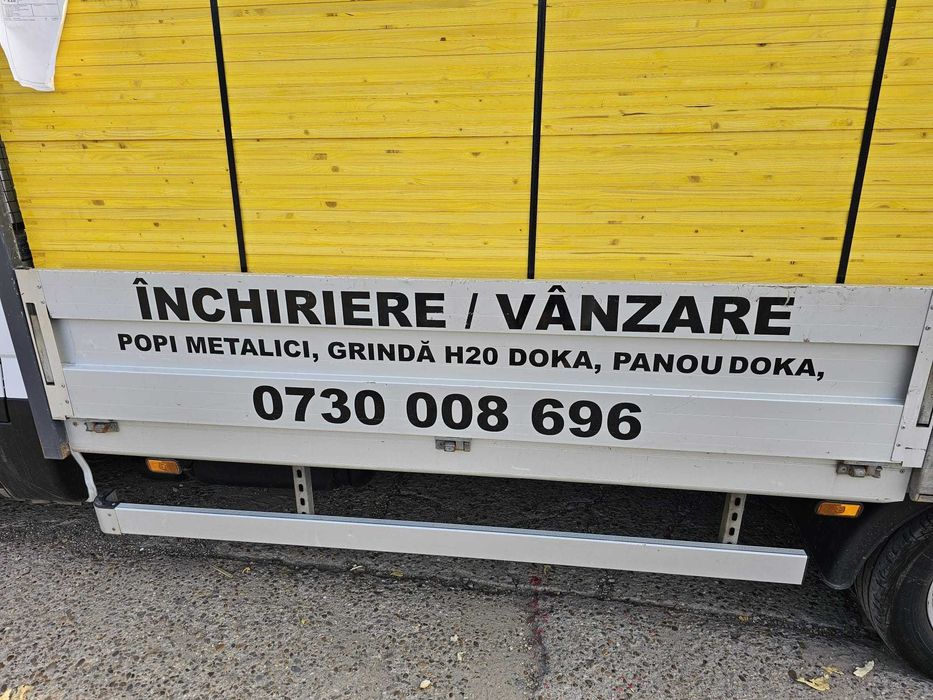 ÎNCHIRIERE / VÂNZARE
POPI METALICI, GRINDĂ H20 DOKA, PANOU DOKA,
0730 008 696